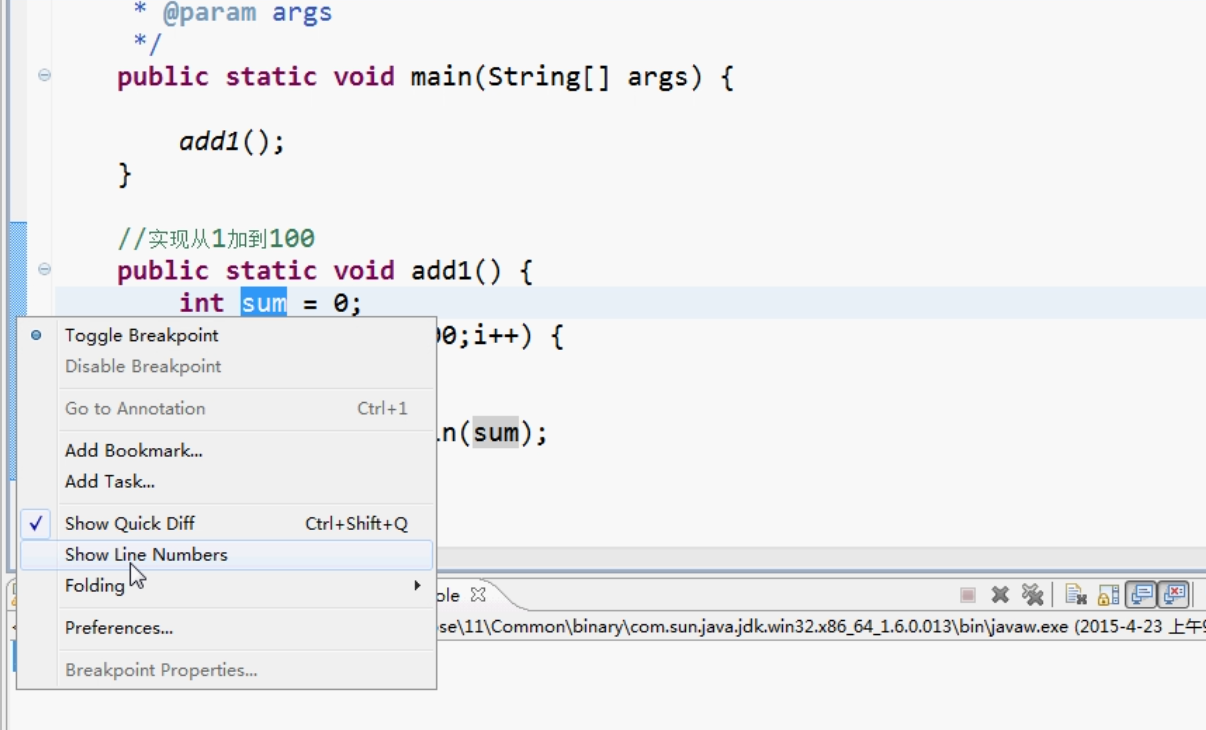 * @param args
*/
public static void main(String[] args) {
add1();
}
//实现从1加到100
public static void add1() {
int sum = 0;
00;i++) {
n(sum);
Toggle Breakpoint
Disable Breakpoint
Go to Annotation Ctrl+1
Add Bookmark...
Add Task...
Show Quick Diff Ctrl+Shift+Q
Show Line Numbers
Folding
Preferences...
Breakpoint Properties...
ole
se\11\Common\binary\com.sun.java.jdk.win32.x86_64_1.6.0.013\bin\javaw.exe (2015-4-23 上午9